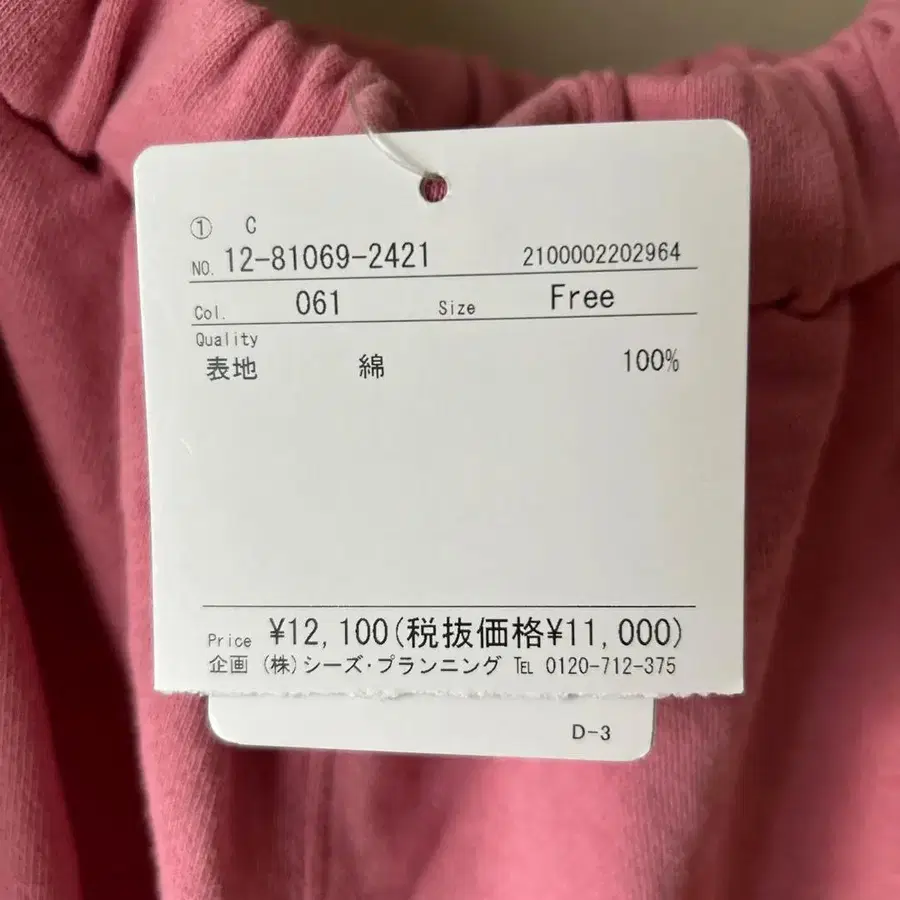 ① C
NO. 12-81069-2421 2100002202964
Col. 061 Size Free
Quality
表地 綿 100%
Price ¥12,100(税抜価格¥11,000)
企画 (株)シーズ・プランニング TEL 0120-712-375
D-3